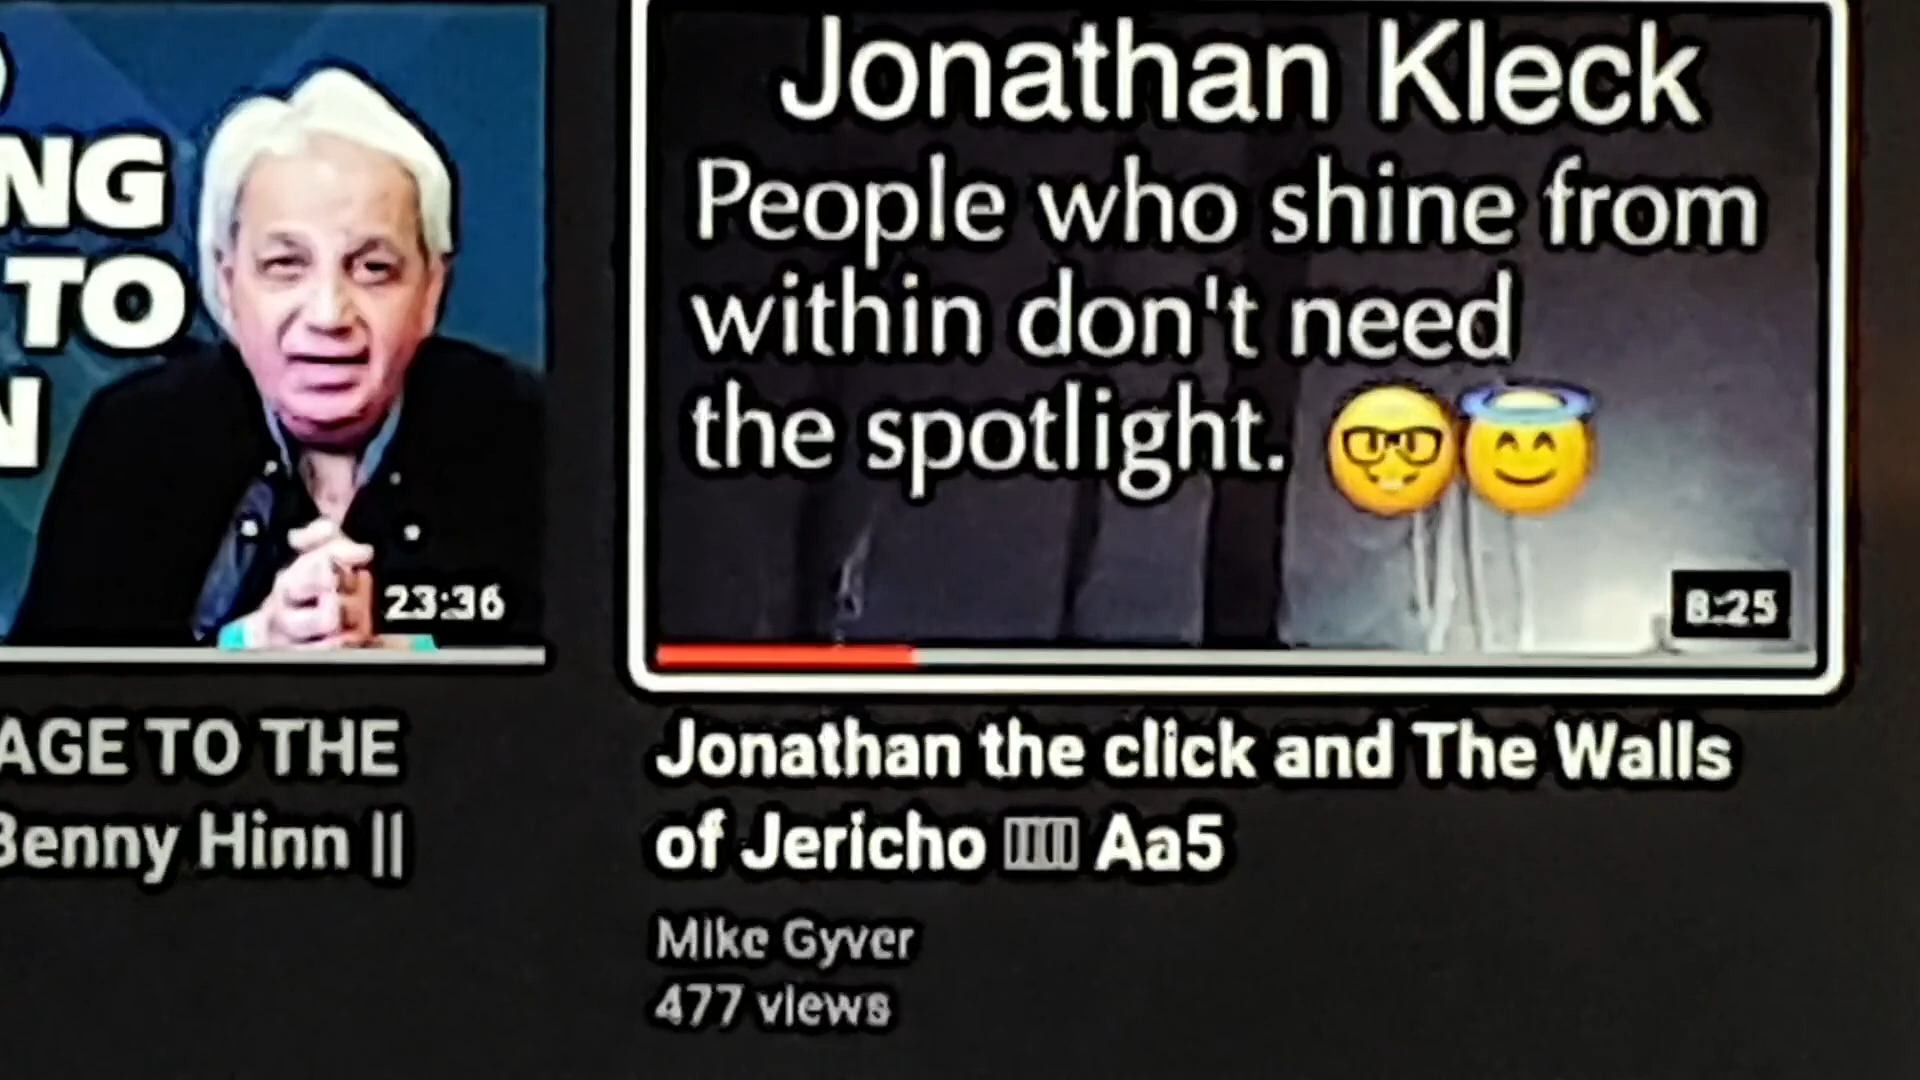 NG
TO
N
23:36
AGE TO THE
Benny Hinn ||
Jonathan Kleck
People who shine from
within don't need
the spotlight. 🤓😇
8:25
Jonathan the click and The Walls
of Jericho Aa5
Mike Gyver
477 views